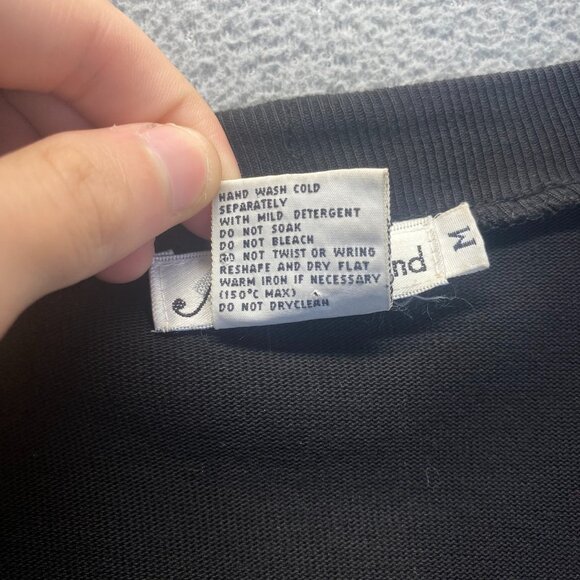 HAND WASH COLD
SEPARATELY
WITH MILD DETERGENT
DO NOT SOAK
DO NOT BLEACH
DO NOT TWIST OR WRING
RESHAPE AND DRY FLAT
WARM IRON IF NECESSARY
(150°C MAX)
DO NOT DRYCLEAN
M